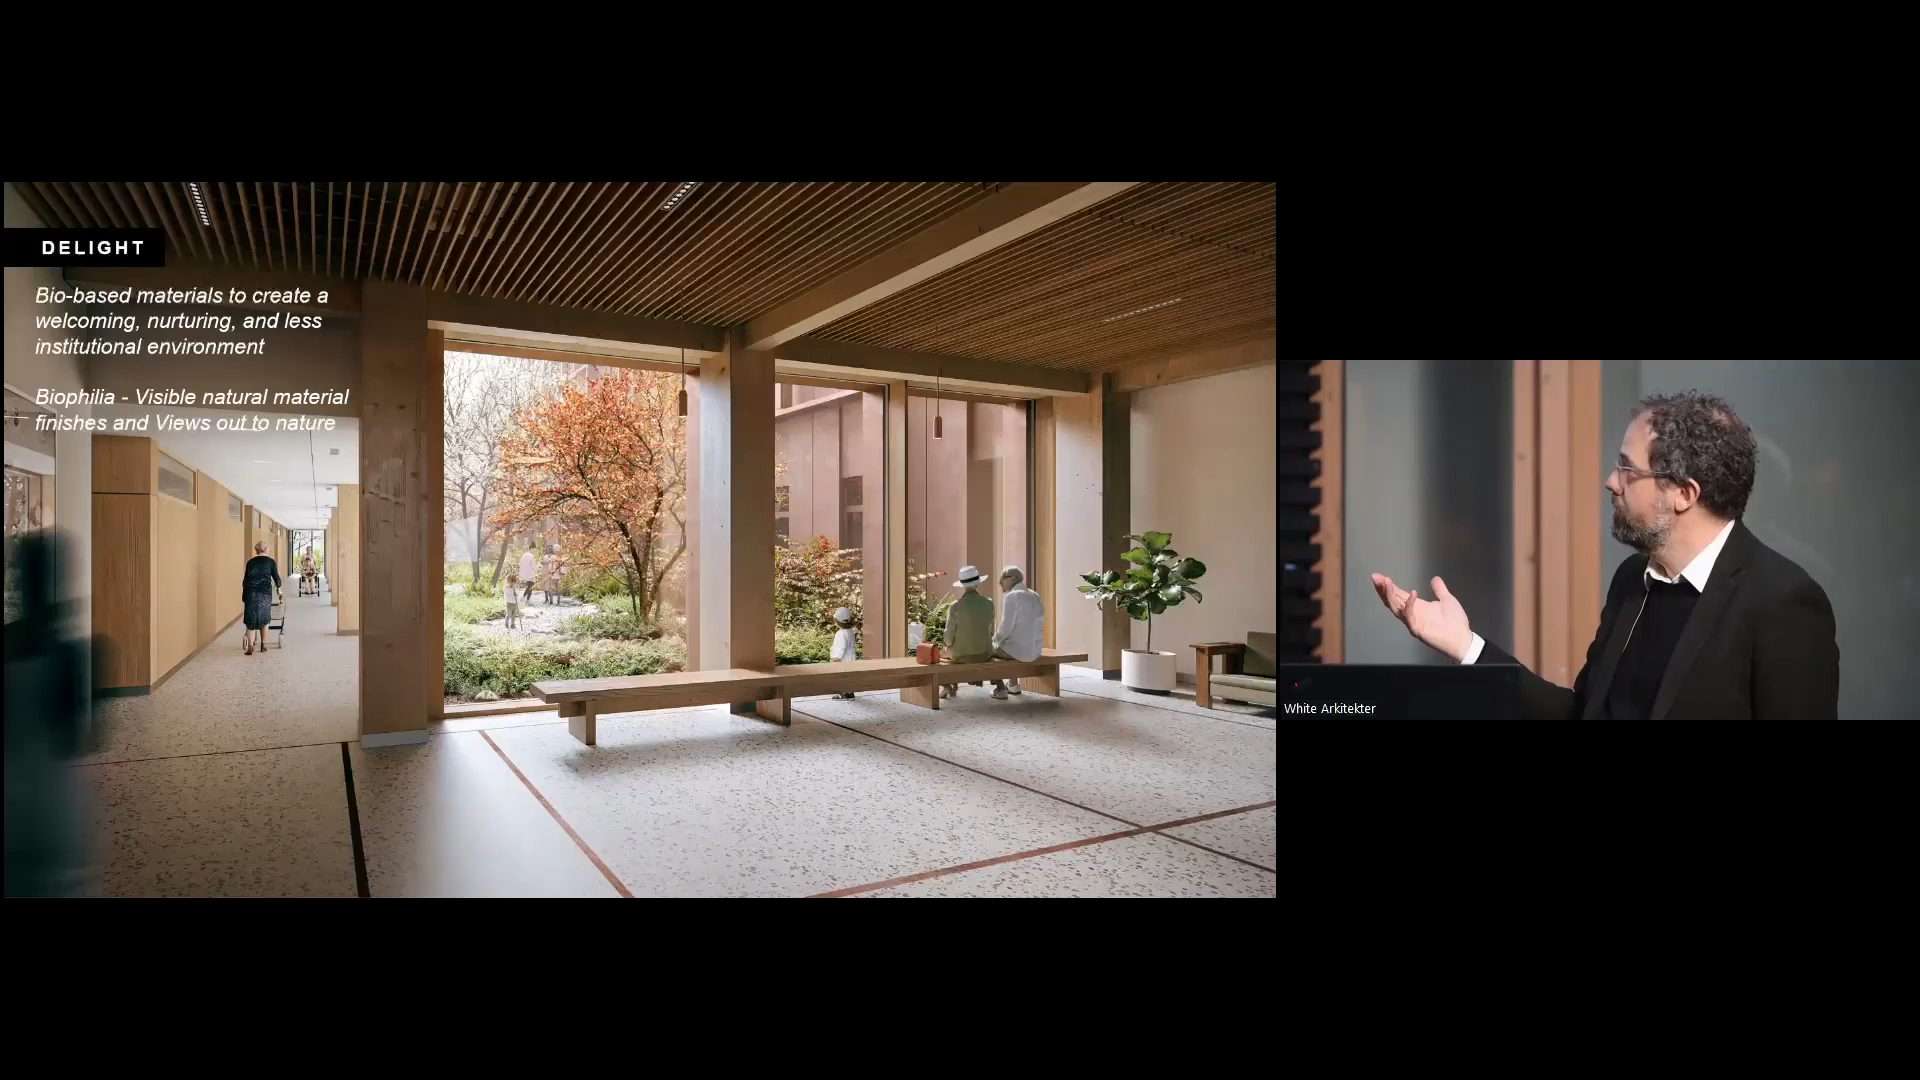 DELIGHT
Bio-based materials to create a
welcoming, nurturing, and less
institutional environment
Biophilia - Visible natural material
finishes and Views out to nature
White Arkitekter